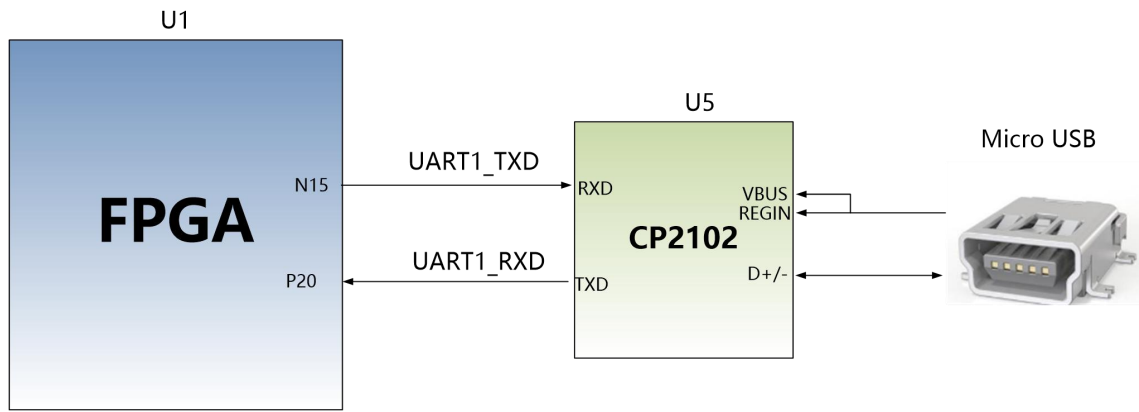 U1
FPGA
N15
P20
UART1_TXD
UART1_RXD
U5
RXD
TXD
CP2102
VBUS
REGIN
D+/-
Micro USB